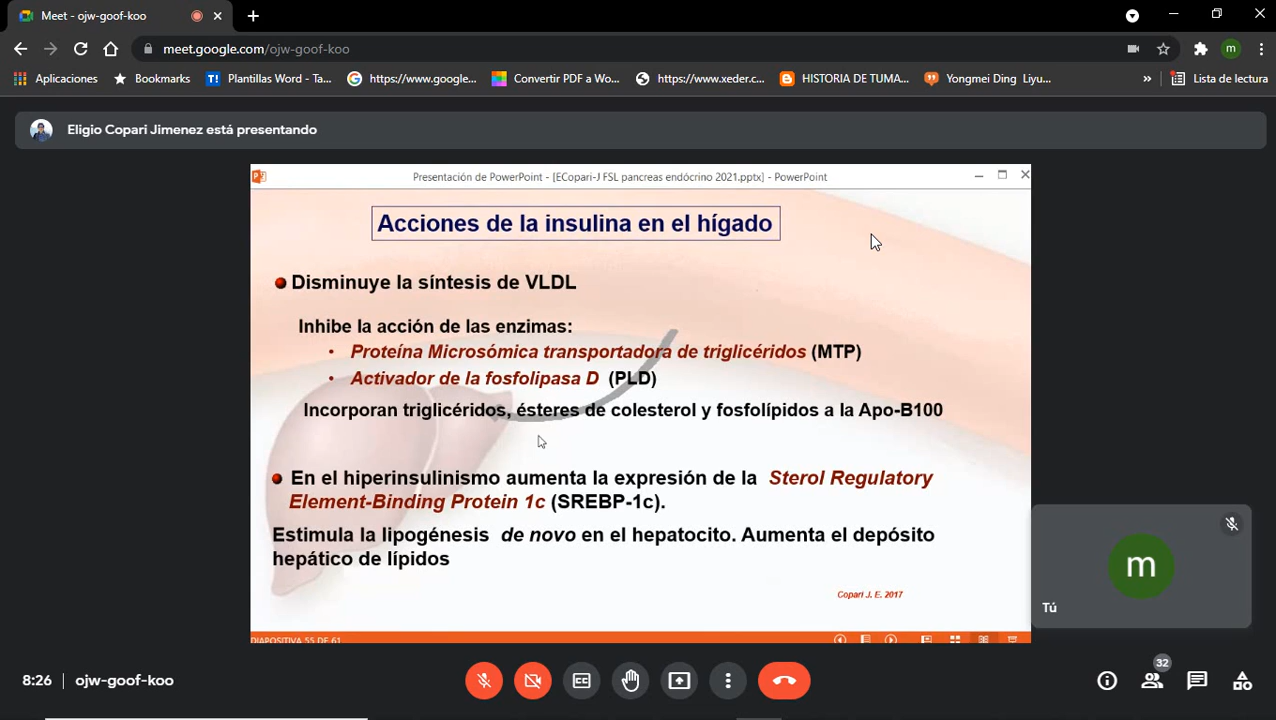 Meet - ojw-goof-koo
meet.google.com/ojw-goof-koo
Aplicaciones Bookmarks Plantillas Word - Ta... https://www.google... Convertir PDF a Wo... https://www.xeder.c... HISTORIA DE TUMA... Yongmei Ding Liyu... » Lista de lectura
Eligio Copari Jimenez está presentando
Presentación de PowerPoint - [ECopari-J FSL pancreas endócrino 2021.pptx] - PowerPoint
Acciones de la insulina en el hígado
Disminuye la síntesis de VLDL
Inhibe la acción de las enzimas:
• Proteína Microsómica transportadora de triglicéridos (MTP)
• Activador de la fosfolipasa D (PLD)
Incorporan triglicéridos, ésteres de colesterol y fosfolípidos a la Apo-B100
En el hiperinsulinismo aumenta la expresión de la Sterol Regulatory
Element-Binding Protein 1c (SREBP-1c).
Estimula la lipogénesis de novo en el hepatocito. Aumenta el depósito
hepático de lípidos
Copari J. E. 2017
DIAPOSITIVA 55 DE 61
m
Tú
8:26 | ojw-goof-koo
32